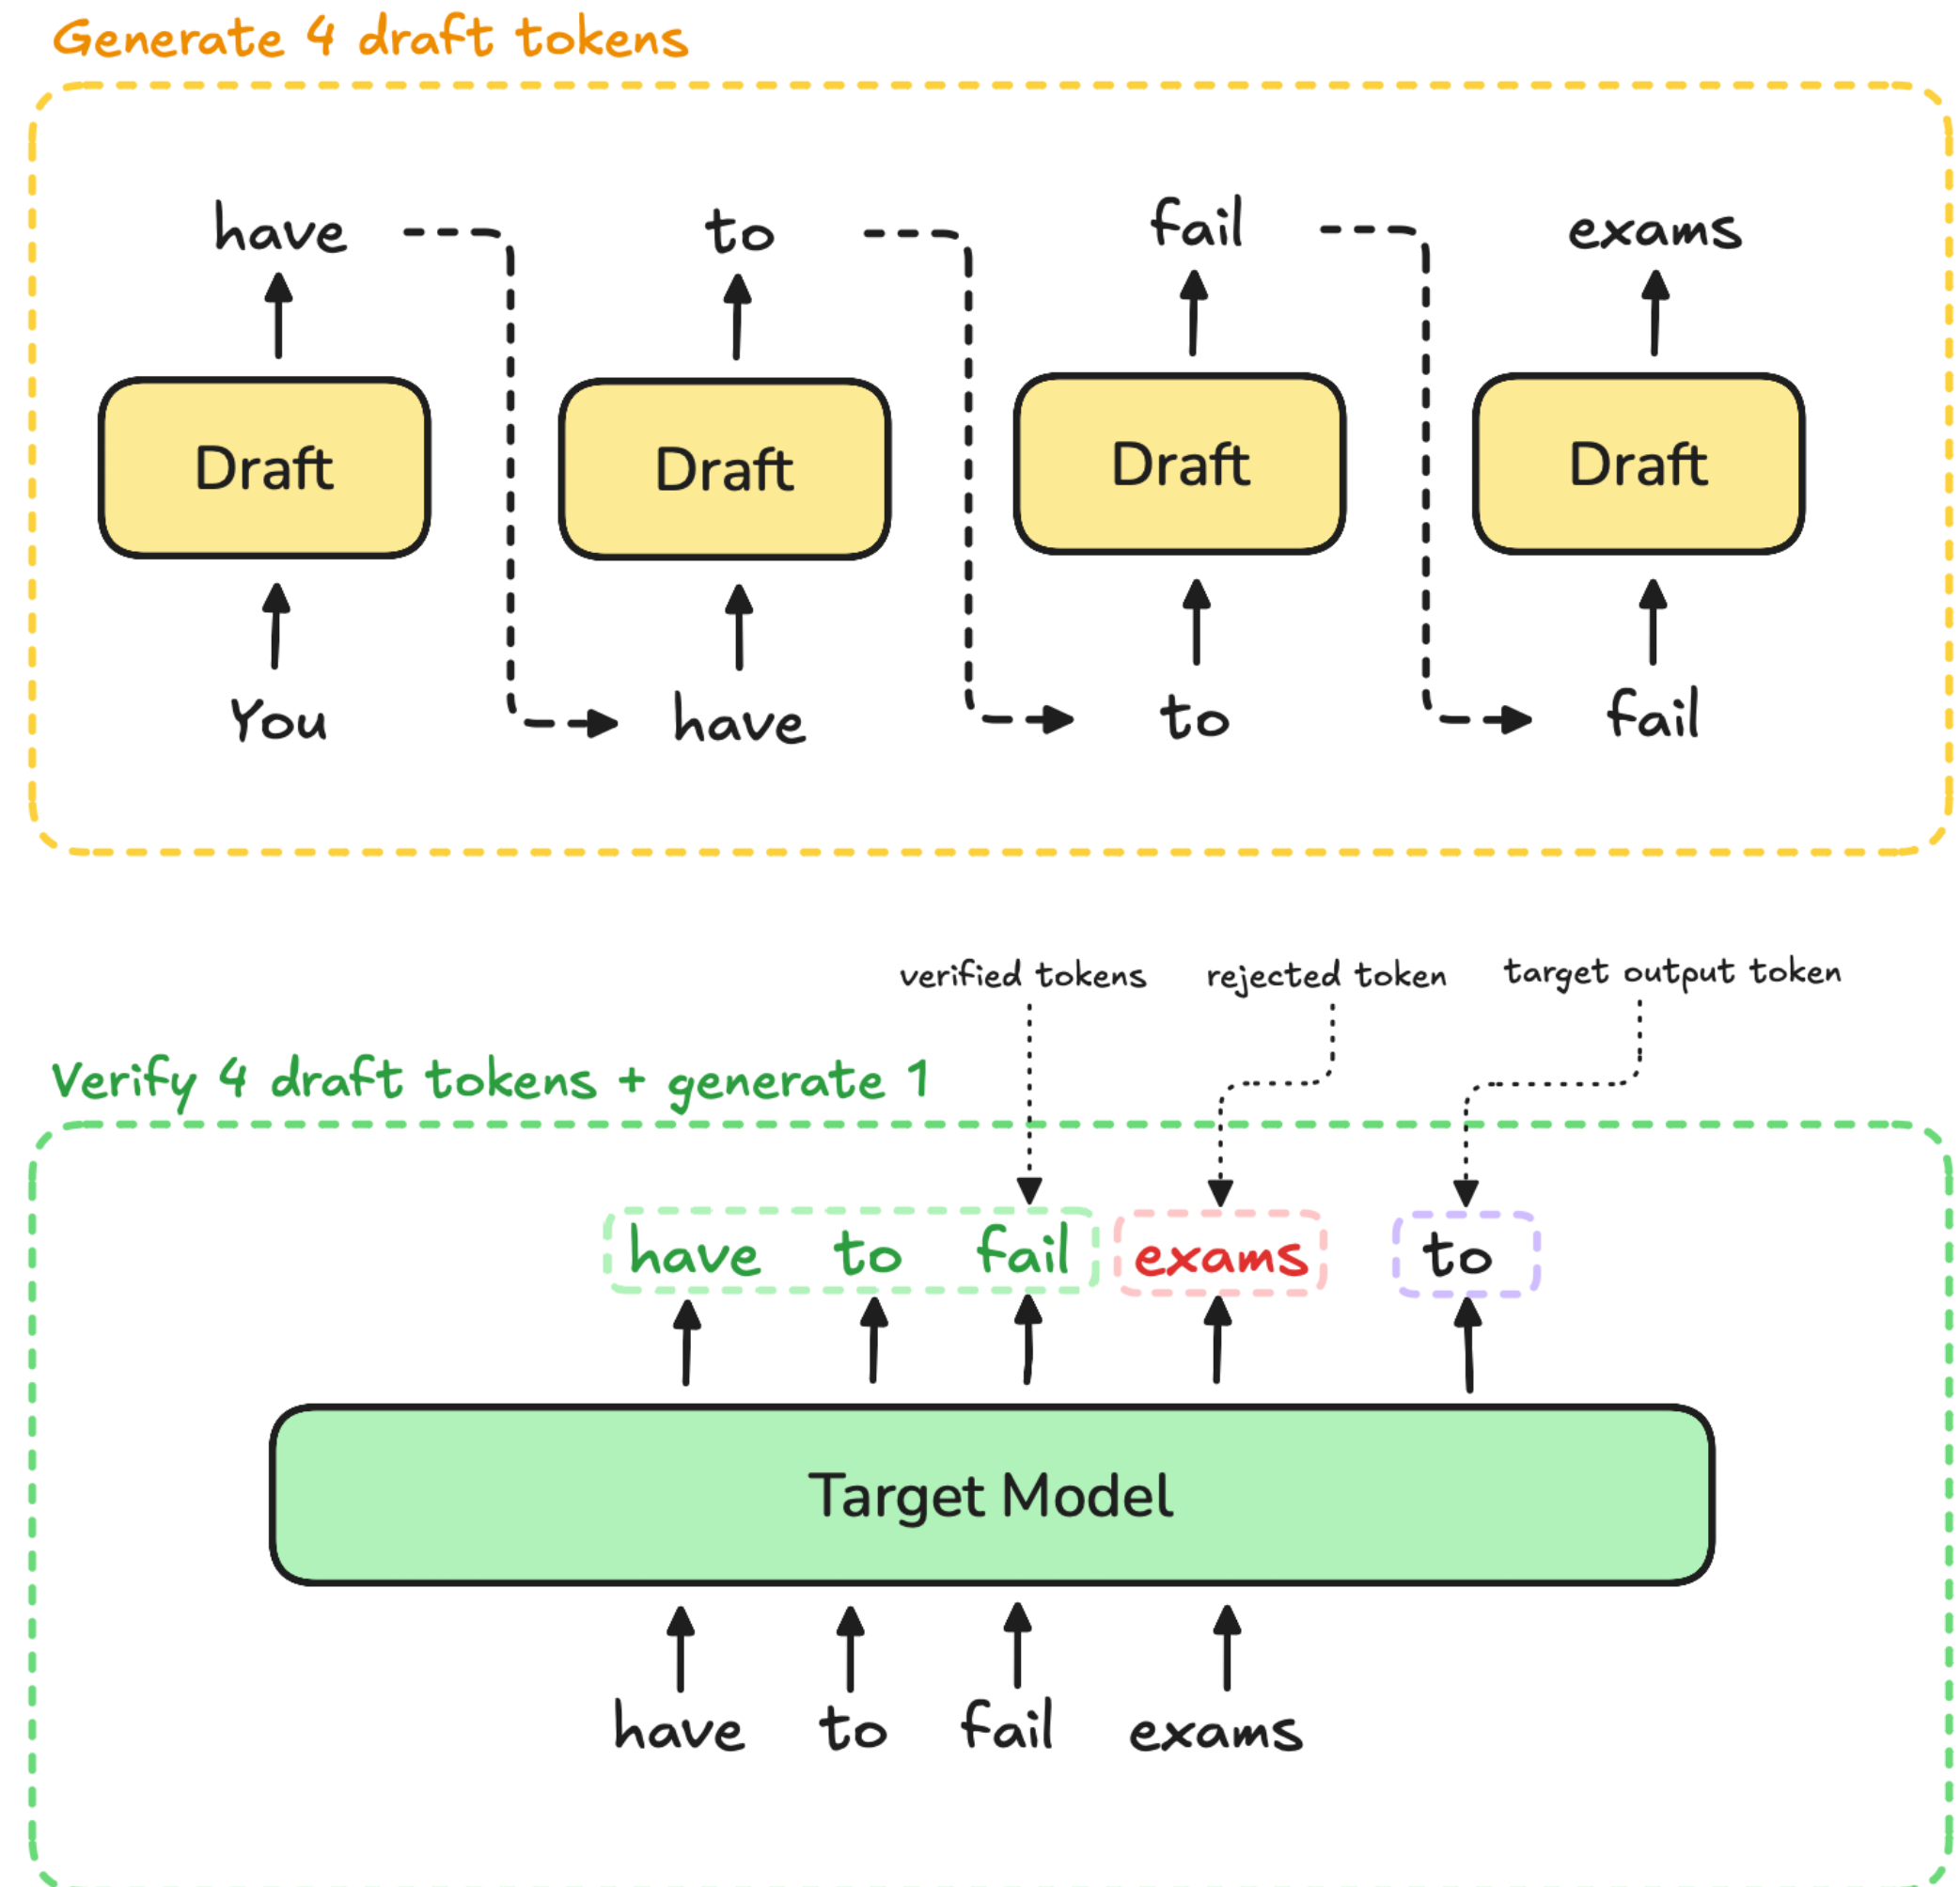 Generate 4 draft tokens
have to fail exams
Draft Draft Draft Draft
You have to fail
verified tokens rejected token target output token
Verify 4 draft tokens + generate 1
have to fail exams to
Target Model
have to fail exams